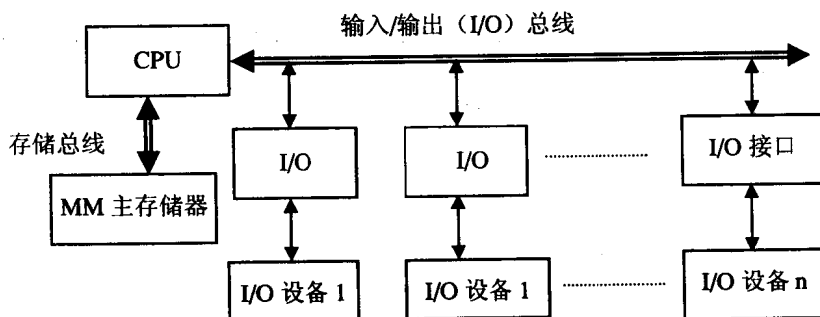 输入/输出（I/O）总线
CPU
存储总线
I/O
I/O
I/O 接口
MM 主存储器
I/O 设备 1
I/O 设备 1
I/O 设备 n